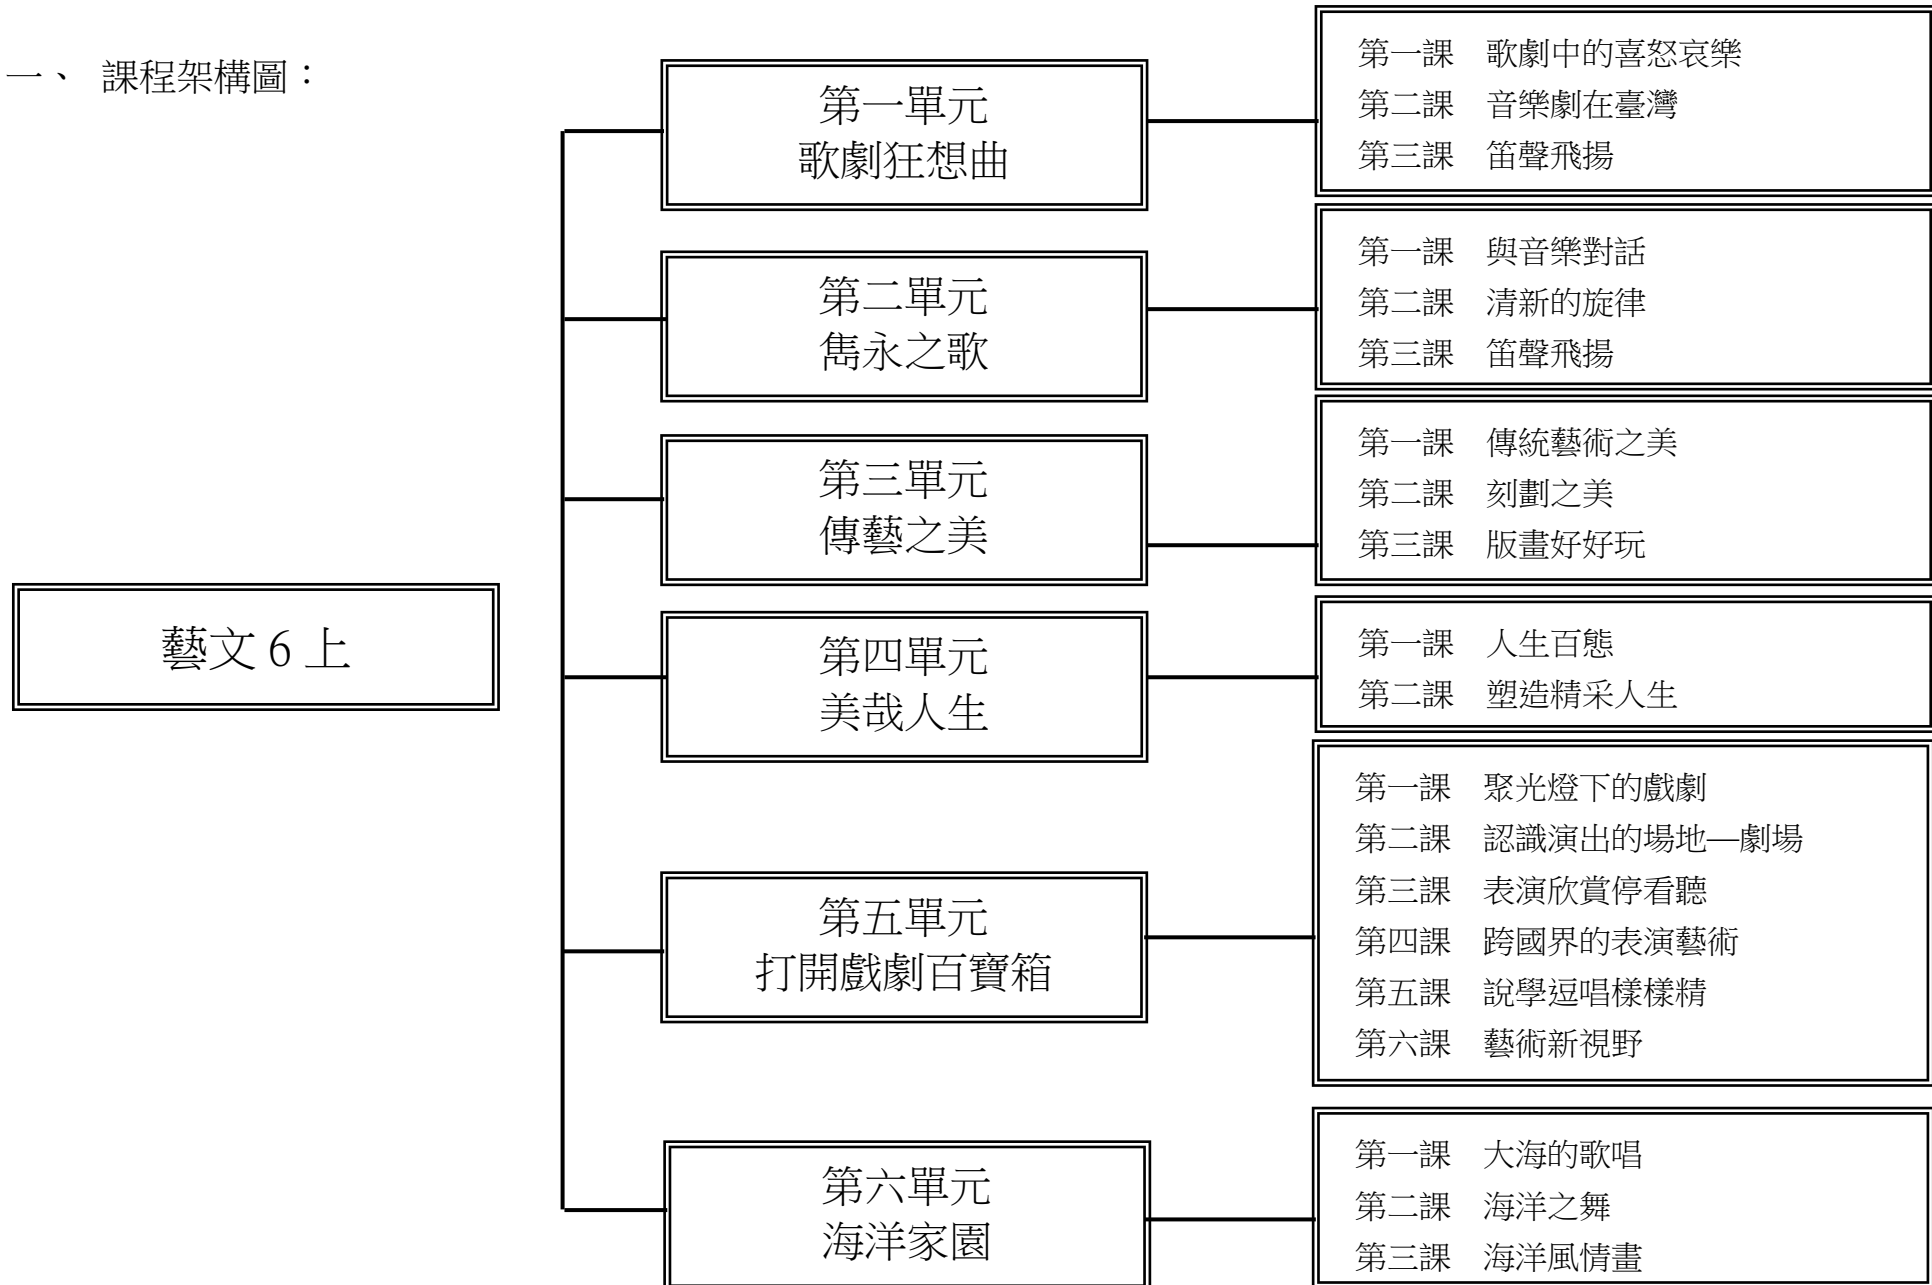 一、 課程架構圖：
藝文 6 上
第一單元
歌劇狂想曲
第一課 歌劇中的喜怒哀樂
第二課 音樂劇在臺灣
第三課 笛聲飛揚
第二單元
雋永之歌
第一課 與音樂對話
第二課 清新的旋律
第三課 笛聲飛揚
第三單元
傳藝之美
第一課 傳統藝術之美
第二課 刻劃之美
第三課 版畫好好玩
第四單元
美哉人生
第一課 人生百態
第二課 塑造精采人生
第五單元
打開戲劇百寶箱
第一課 聚光燈下的戲劇
第二課 認識演出的場地—劇場
第三課 表演欣賞停看聽
第四課 跨國界的表演藝術
第五課 說學逗唱樣樣精
第六課 藝術新視野
第六單元
海洋家園
第一課 大海的歌唱
第二課 海洋之舞
第三課 海洋風情畫